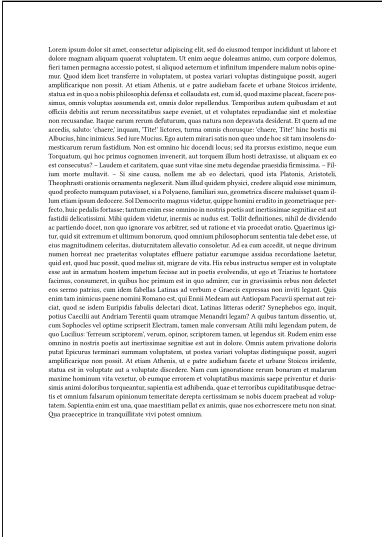 Lorem ipsum dolor sit amet, consectetur adipiscing elit, sed do eiusmod tempor incididunt ut labore et
dolore magnam aliquam quaerat voluptatem. Ut enim aeque doleamus animo, cum corpore dolemus,
fieri tamen permagna accessio potest, si aliquod aeternum et infinitum impendere malum nobis opine-
mur. Quod idem licet transferre in voluptatem, ut postea variari voluptas distinguique possit, augeri
amplificarique non possit. At etiam Athenis, ut e patre audiebam facete et urbane Stoicos irridente,
statua est in quo a nobis philosophia defensa et collaudata est, cum id, quod maxime placeat, facere pos-
simus, omnis voluptas assumenda est, omnis dolor repellendus. Temporibus autem quibusdam et aut
officiis debitis aut rerum necessitatibus saepe eveniet, ut et voluptates repudiandae sint et molestiae
non recusandae. Itaque earum rerum defuturum, quas natura non depravata desiderat. Et quem ad me
accedis, saluto: 'chaere,' inquam, 'Tite!' lictores, turma omnis chorusque: 'chaere, Tite!' hinc hostis mi
Albucius, hinc inimicus. Sed iure Mucius. Ego autem mirari satis non queo unde hoc sit tam insolens do-
mesticarum rerum fastidium. Non est omnino hic docendi locus; sed ita prorsus existimo, neque eum
Torquatum, qui hoc primus cognomen invenerit, aut torquem illum hosti detraxisse, ut aliquam ex eo
est consecutus? – Laudem et caritatem, quae sunt vitae sine metu degendae praesidia firmissima. – Fil-
ium morte multavit. – Si sine causa, nollem me ab eo delectari, quod ista Platonis, Aristoteli,
Theophrasti orationis ornamenta neglexerit. Nam illud quidem physici, credere aliquid esse minimum,
quod profecto numquam putavisset, si a Polyaeno, familiari suo, geometrica discere maluisset quam il-
lum etiam ipsum dedocere. Sol Democrito magnus videtur, quippe homini erudito in geometriaque per-
fecto, huic pedalis fortasse; tantum enim esse omnino in nostris poetis aut inertissimae segnitiae est aut
fastidii delicatissimi. Mihi quidem videtur, inermis ac nudus est. Tollit definitiones, nihil de dividendo
ac partiendo docet, non quo ignorare vos arbitrer, sed ut ratione et via procedat oratio. Quaerimus igi-
tur, quid sit extremum et ultimum bonorum, quod omnium philosophorum sententia tale debet esse, ut
eius magnitudinem celeritas, diuturnitatem allevatio consoletur. Ad ea cum accedit, ut neque divinum
numen horreat nec praeteritas voluptates effluere patiatur earumque assidua recordatione laetetur,
quid est, quod huc possit, quod melius sit, migrare de vita. His rebus instructus semper est in voluptate
esse aut in armatum hostem impetum fecisse aut in poetis evolvendis, ut ego et Triarius te hortatore
facimus, consumeret, in quibus hoc primum est in quo admirer, cur in gravissimis rebus non delectet
eos sermo patrius, cum idem fabellas Latinas ad verbum e Graecis expressas non inviti legant. Quis
enim tam inimicus paene nomini Romano est, qui Ennii Medeam aut Antiopam Pacuvii spernat aut rei-
ciat, quod se isdem Euripidis fabulis delectari dicat, Latinas litteras oderit? Synephebos ego, inquit,
potius Caecilii aut Andriam Terentii quam utramque Menandri legam? A quibus tantum dissentio, ut,
cum Sophocles vel optime scripserit Electram, tamen male conversam Atilii mihi legendam putem, de
quo Lucilius: 'ferreum scriptorem', verum, opinor, scriptorem tamen, ut legendus sit. Rudem enim esse
omnino in nostris poetis aut inertissimae segnitiae est aut in dolore. Omnis autem privatione doloris
putat Epicurus terminari summam voluptatem, ut postea variari voluptas distinguique possit, augeri
amplificarique non possit. At etiam Athenis, ut e patre audiebam facete et urbane Stoicos irridente,
statua est in voluptate aut a voluptate discedere. Nam cum ignoratione rerum bonarum et malarum
maxime hominum vita vexetur, ob eumque errorem et voluptatibus maximis saepe priventur et duris-
simis animi doloribus torqueantur, sapientia est adhibenda, quae et terroribus cupiditatibusque detrac-
tis et omnium falsarum opinionum temeritate derepta certissimam se nobis ducem praebeat ad volup-
tatem. Sapientia enim est una, quae maestitiam pellat ex animis, quae nos exhorrescere metu non sinat.
Qua praeceptrice in tranquillitate vivi potest omnium.